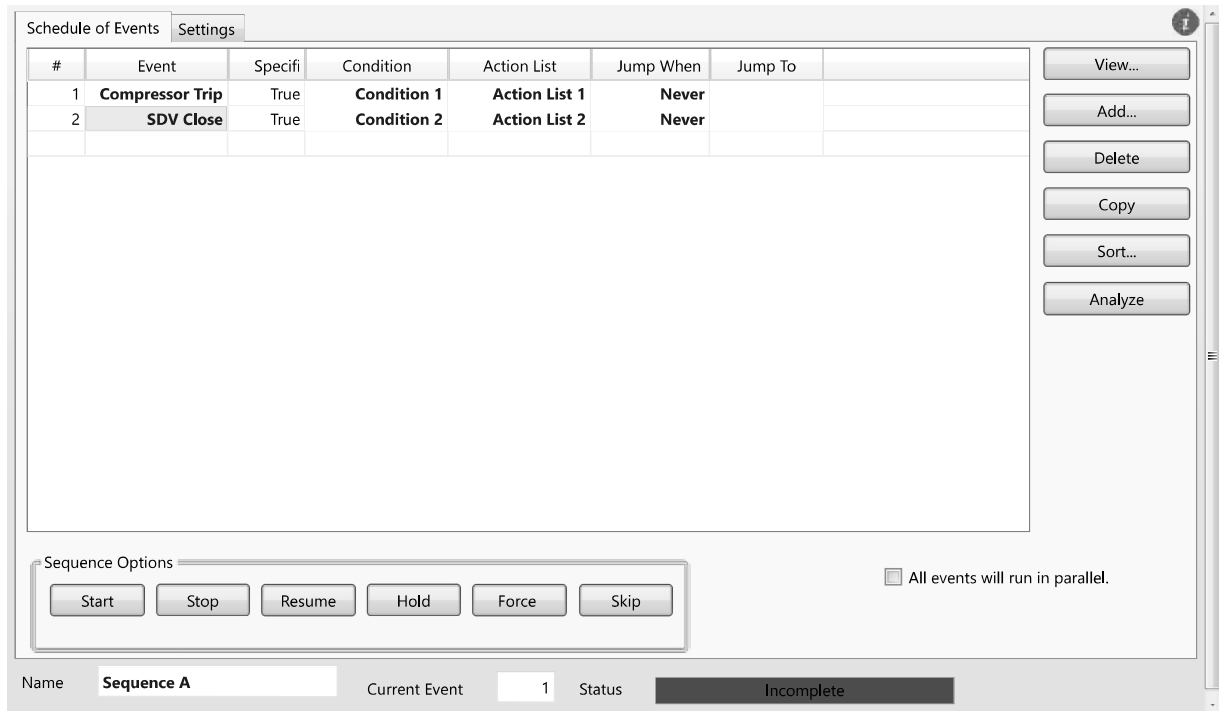 Schedule of Events Settings
# Event Specifi Condition Action List Jump When Jump To
1 Compressor Trip True Condition 1 Action List 1 Never
2 SDV Close True Condition 2 Action List 2 Never
View...
Add...
Delete
Copy
Sort...
Analyze
Sequence Options
Start Stop Resume Hold Force Skip
All events will run in parallel.
Name Sequence A Current Event 1 Status Incomplete